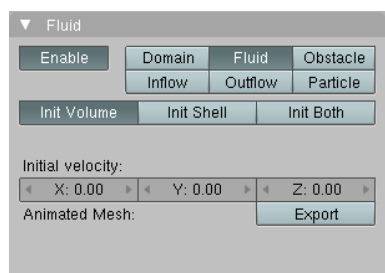 Fluid
Enable Domain Fluid Obstacle
Inflow Outflow Particle
Init Volume Init Shell Init Both
Initial velocity:
X: 0.00 Y: 0.00 Z: 0.00
Animated Mesh: Export